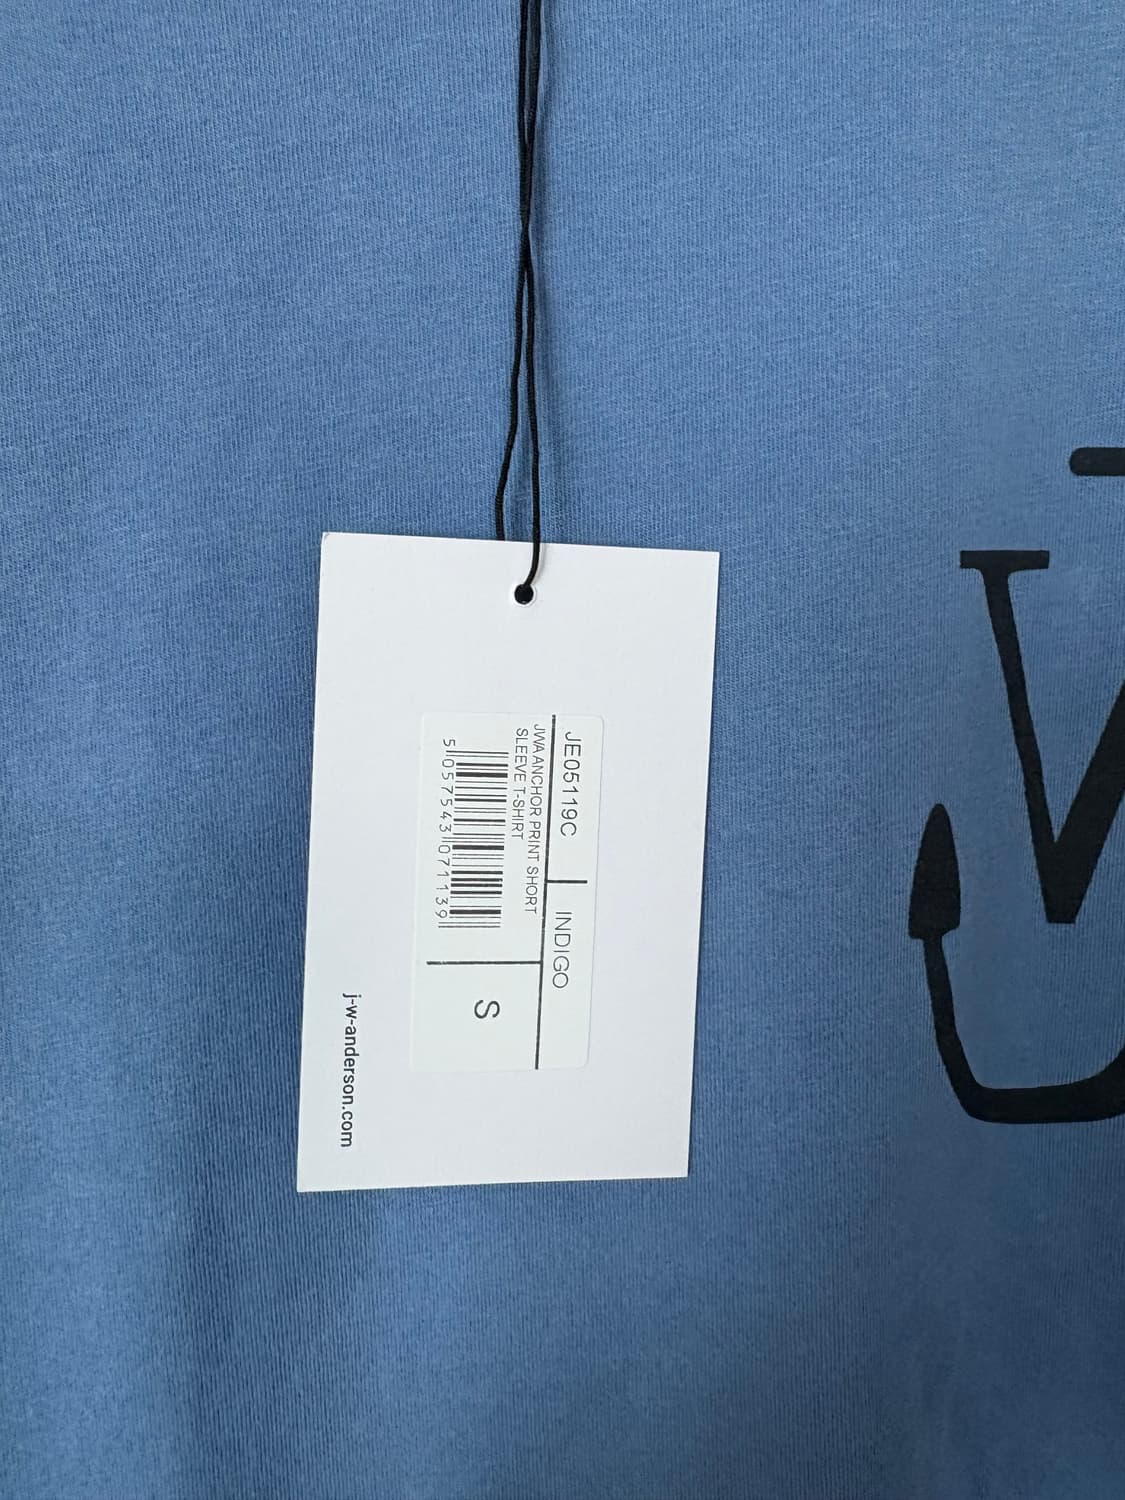 JE05119C
INDIGO
JWA ANCHOR PRINT SHORT
SLEEVE T-SHIRT
5 057543 071139
S
j-w-anderson.com
W